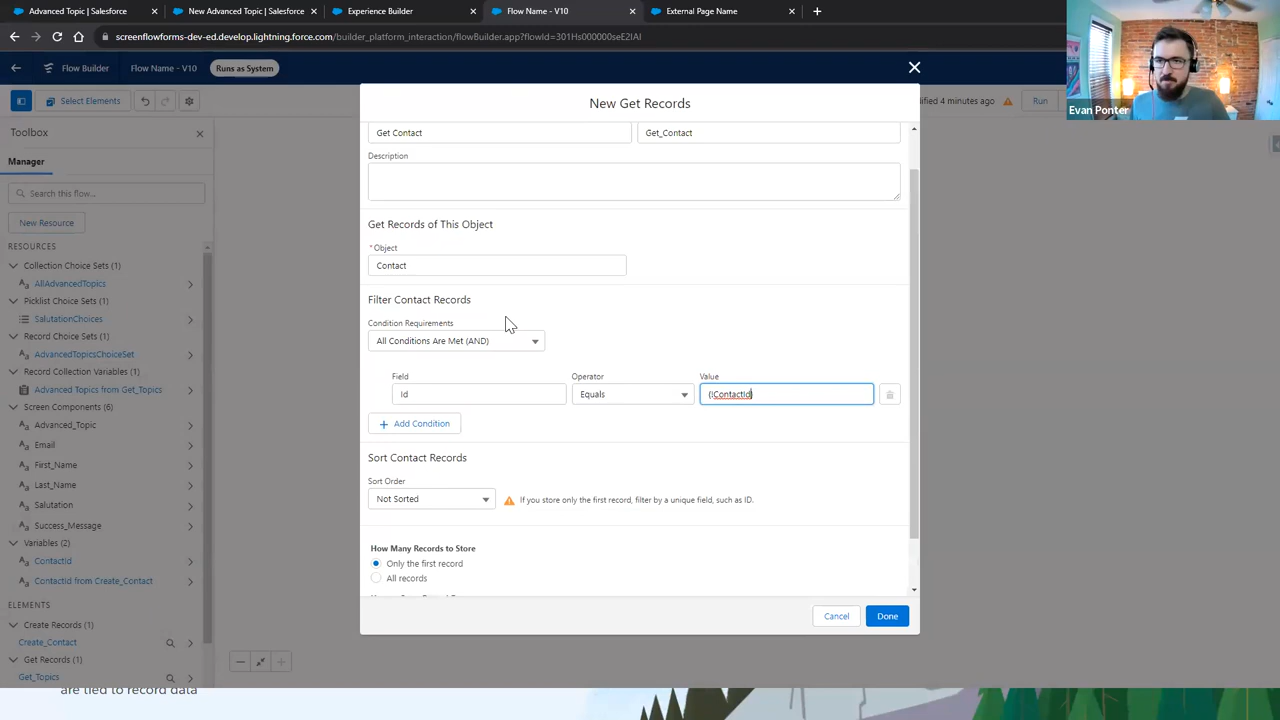 Advanced Topic | Salesforce
New Advanced Topic | Salesforce
Experience Builder
Flow Name - V10
External Page Name
screenflowforms-dev-ed.develop.lightning.force.com/builder_platform_interaction/flowBuilder.app?flowId=301Hs000000seE2IAI
Flow Builder
Flow Name - V10
Runs as System
Evan Ponter
Select Elements
ified 4 minutes ago
Run
Toolbox
Manager
Search this flow...
New Resource
RESOURCES
Collection Choice Sets (1)
AllAdvancedTopics
Picklist Choice Sets (1)
SalutationChoices
Record Choice Sets (1)
AdvancedTopicsChoiceSet
Record Collection Variables (1)
Advanced Topics from Get_Topics
Screen Components (6)
Advanced_Topic
Email
First_Name
Last_Name
Salutation
Success_Message
Variables (2)
ContactId
ContactId from Create_Contact
ELEMENTS
Create Records (1)
Create_Contact
Get Records (1)
Get_Topics
New Get Records
Get Contact
Get_Contact
Description
Get Records of This Object
*Object
Contact
Filter Contact Records
Condition Requirements
All Conditions Are Met (AND)
Field
Operator
Value
Id
Equals
{!ContactId}
Add Condition
Sort Contact Records
Sort Order
Not Sorted
If you store only the first record, filter by a unique field, such as ID.
How Many Records to Store
Only the first record
All records
Cancel
Done
are tied to record data